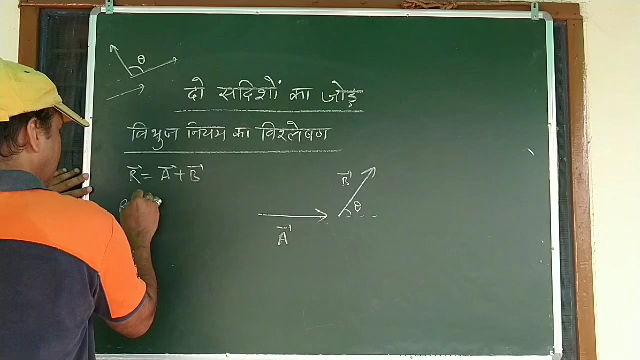 θ
दो सदिशों का जोड़
त्रिभुज नियम का विश्लेषण
R⃗ = A⃗ + B⃗
B⃗
θ
A⃗